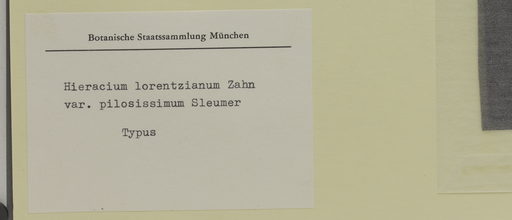 Botanische Staatssammlung München
Hieracium lorentzianum Zahn
var. pilosissimum Sleumer
Typus